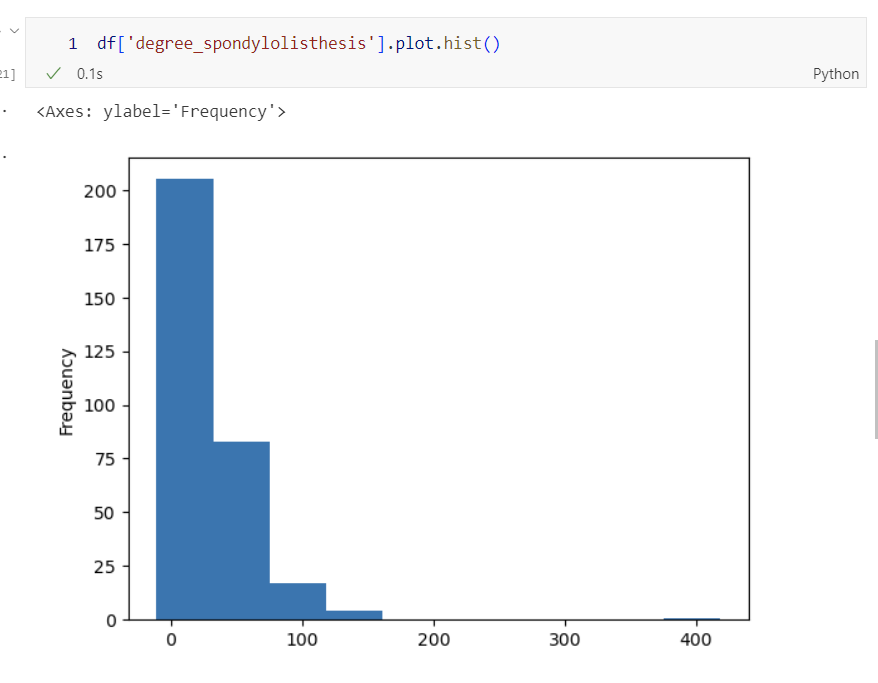 1 df['degree_spondylolisthesis'].plot.hist()
21]
0.1s
Python
<Axes: ylabel='Frequency'>
200
175
150
125
100
75
50
25
0
Frequency
0 100 200 300 400